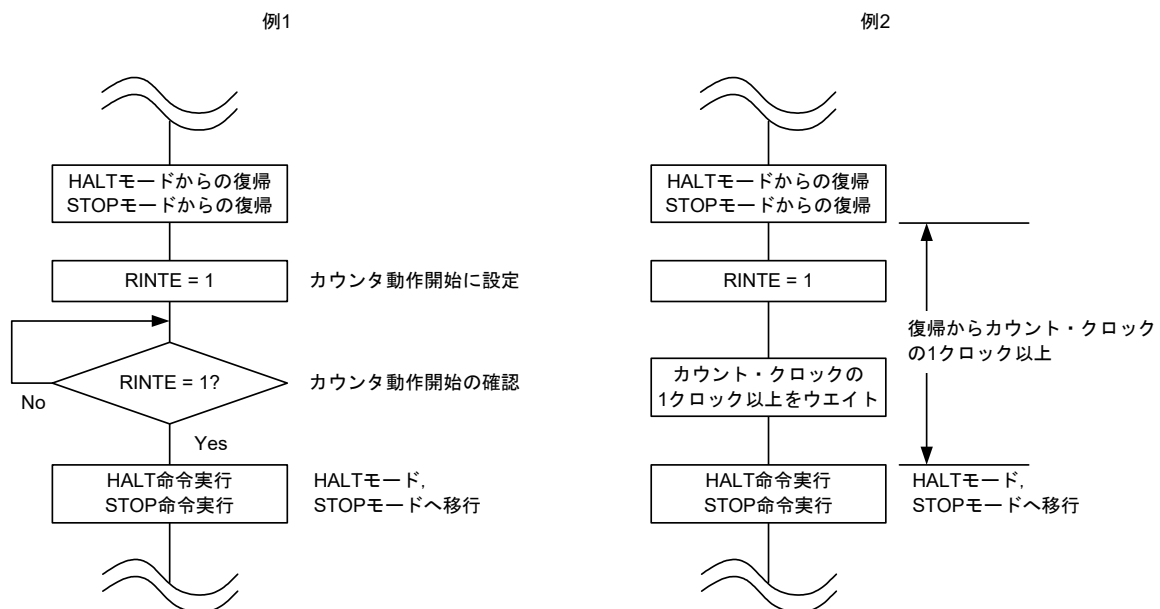 例1
HALTモードからの復帰
STOPモードからの復帰
RINTE = 1
カウンタ動作開始に設定
RINTE = 1?
カウンタ動作開始の確認
No
Yes
HALT命令実行
STOP命令実行
HALTモード,
STOPモードへ移行
例2
HALTモードからの復帰
STOPモードからの復帰
RINTE = 1
復帰からカウント・クロック
の1クロック以上
カウント・クロックの
1クロック以上をウエイト
HALT命令実行
STOP命令実行
HALTモード,
STOPモードへ移行